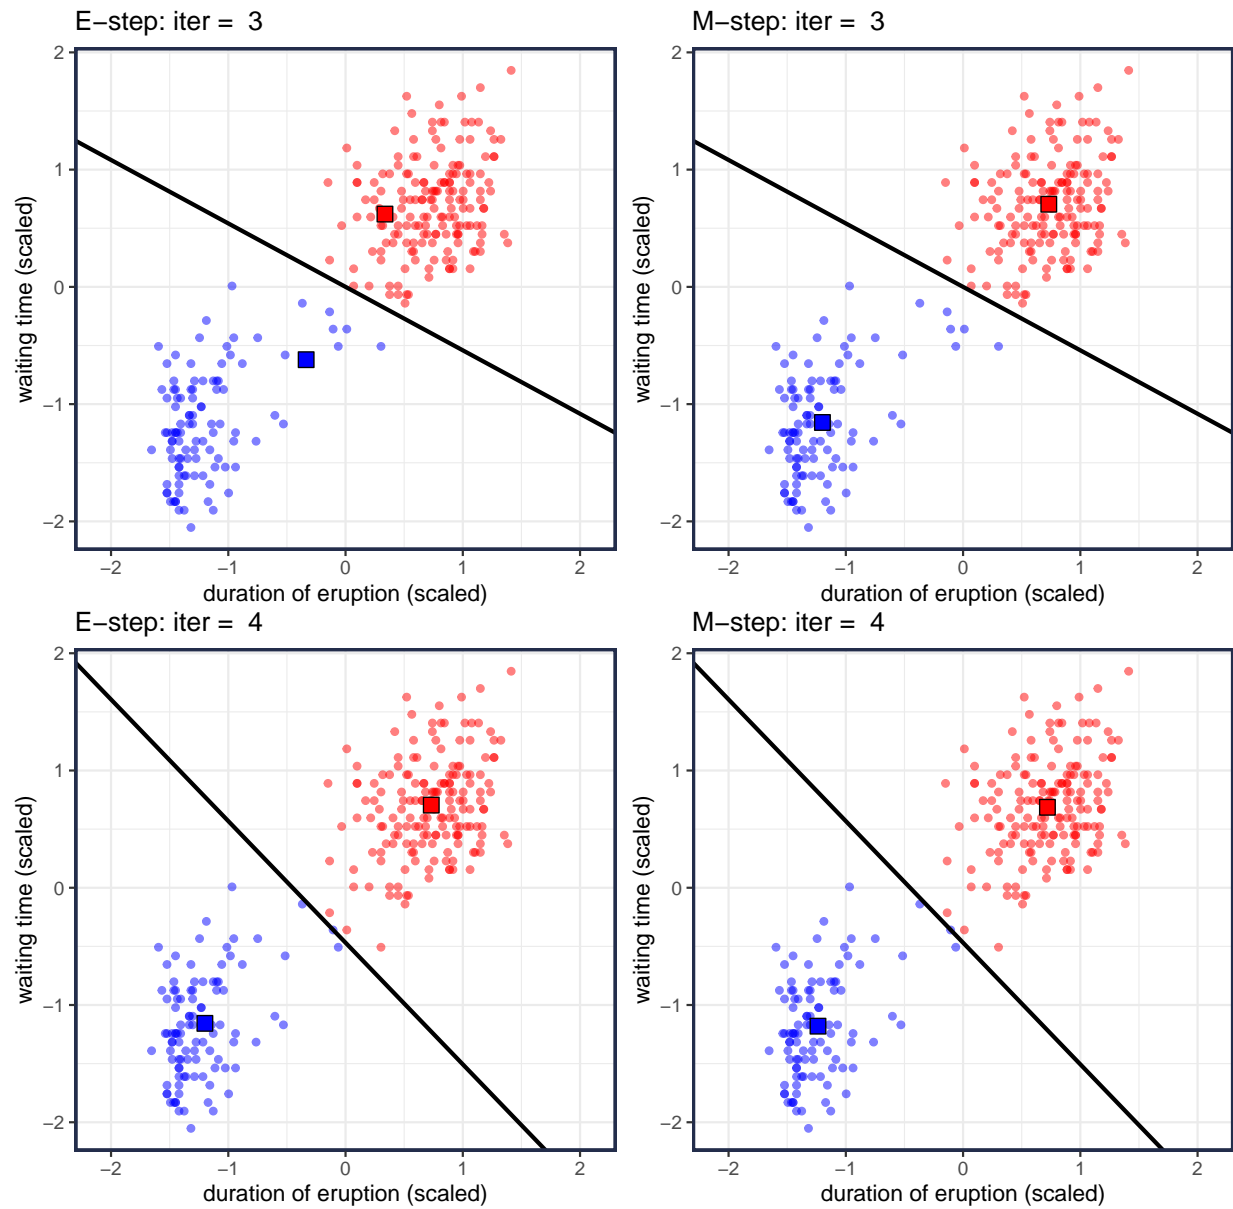 E−step: iter = 3
2
1
0
−1
−2
waiting time (scaled)
−2 −1 0 1 2
duration of eruption (scaled)
M−step: iter = 3
2
1
0
−1
−2
waiting time (scaled)
−2 −1 0 1 2
duration of eruption (scaled)
E−step: iter = 4
2
1
0
−1
−2
waiting time (scaled)
−2 −1 0 1 2
duration of eruption (scaled)
M−step: iter = 4
2
1
0
−1
−2
waiting time (scaled)
−2 −1 0 1 2
duration of eruption (scaled)